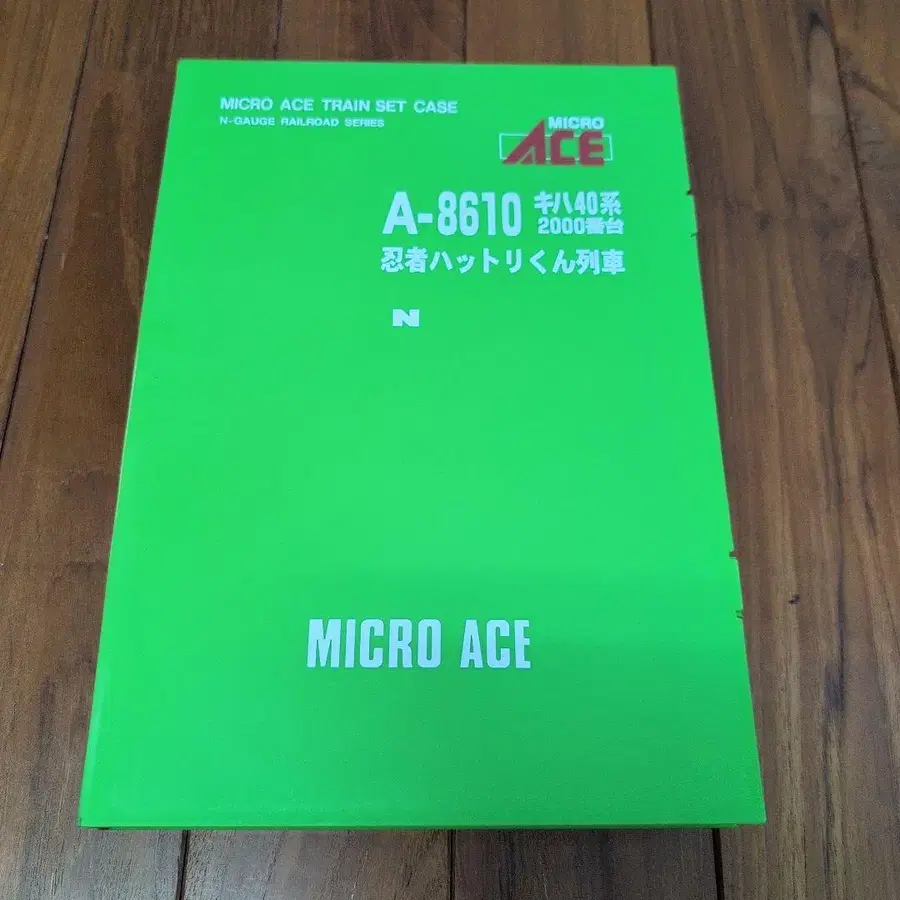 MICRO ACE TRAIN SET CASE
N-GAUGE RAILROAD SERIES
MICRO
ACE
A-8610 キハ40系
2000番台
忍者ハットリくん列車
N
MICRO ACE